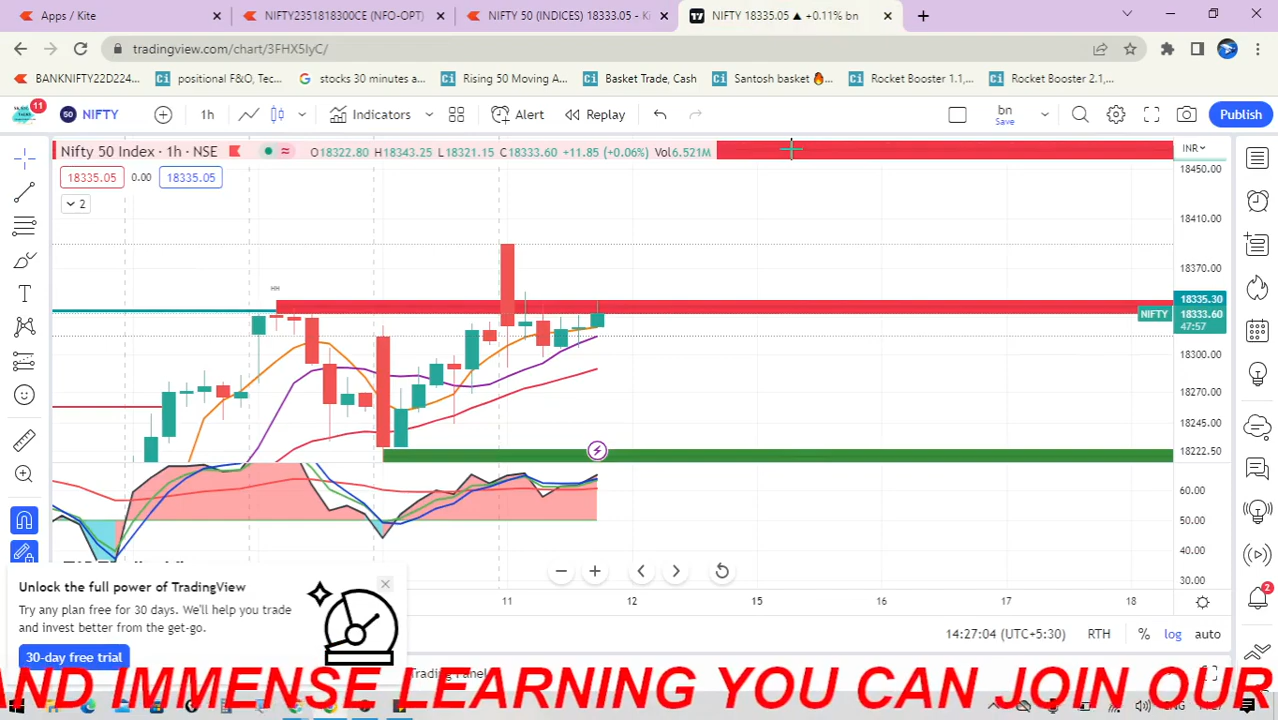 Apps / Kite
NIFTY2351818300CE (NFO-OPT)
NIFTY 50 (INDICES) 18333.05 - Ki
NIFTY 18335.05 ▲ +0.11% bn
tradingview.com/chart/3FHX5IyC/
BANKNIFTY22D224...
positional F&O, Tec...
stocks 30 minutes a...
Rising 50 Moving A...
Basket Trade, Cash
Santosh basket 🔥...
Rocket Booster 1.1,...
Rocket Booster 2.1,...
11
50
NIFTY
1h
Indicators
Alert
Replay
bn
Save
Publish
Nifty 50 Index · 1h · NSE
O18322.80 H18343.25 L18321.15 C18333.60 +11.85 (+0.06%) Vol6.521M
INR
18335.05
0.00
18335.05
2
18450.00
18410.00
18370.00
HH
18335.30
NIFTY
18333.60
47:57
18300.00
18270.00
18245.00
18222.50
60.00
50.00
40.00
30.00
2
Unlock the full power of TradingView
Try any plan free for 30 days. We'll help you trade
and invest better from the get-go.
30-day free trial
11
12
15
16
17
18
14:27:04 (UTC+5:30)
RTH
%
log
auto
Trading Panel
AND IMMENSE LEARNING YOU CAN JOIN OUR